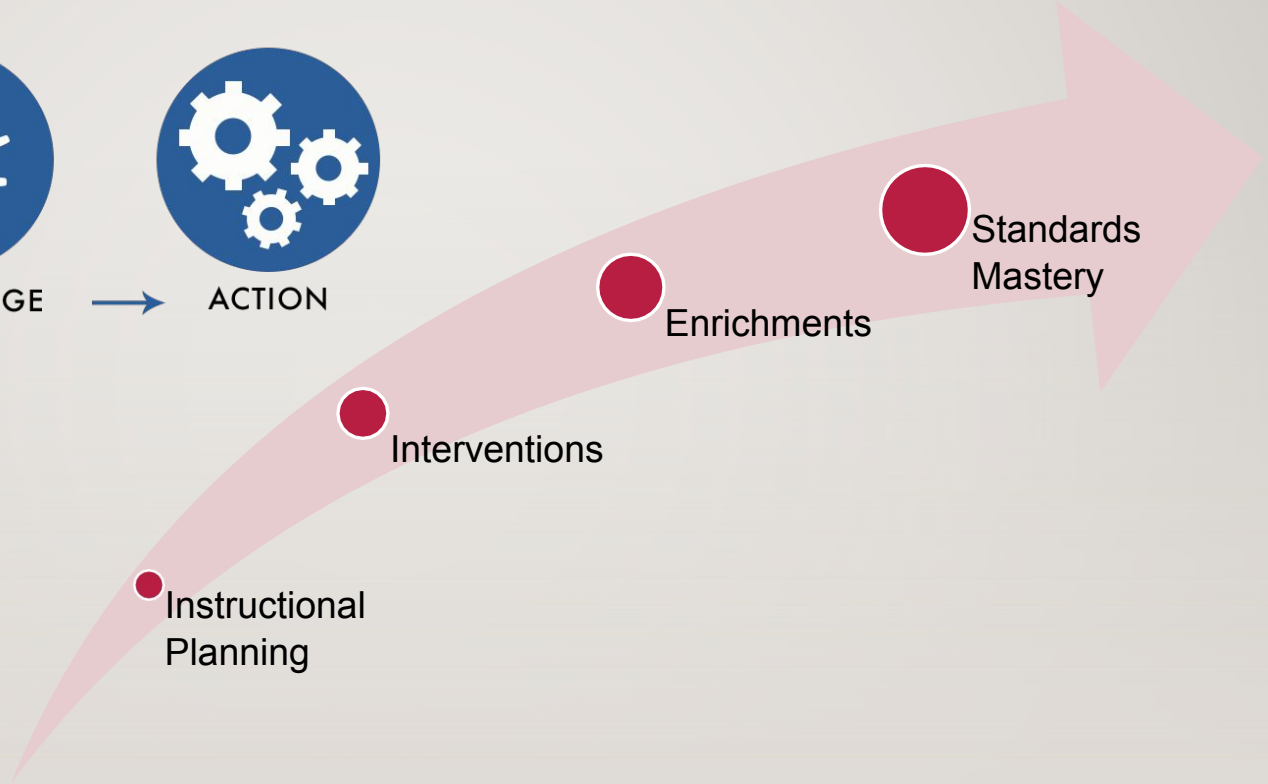 GE
ACTION
Standards
Mastery
Enrichments
Interventions
Instructional
Planning